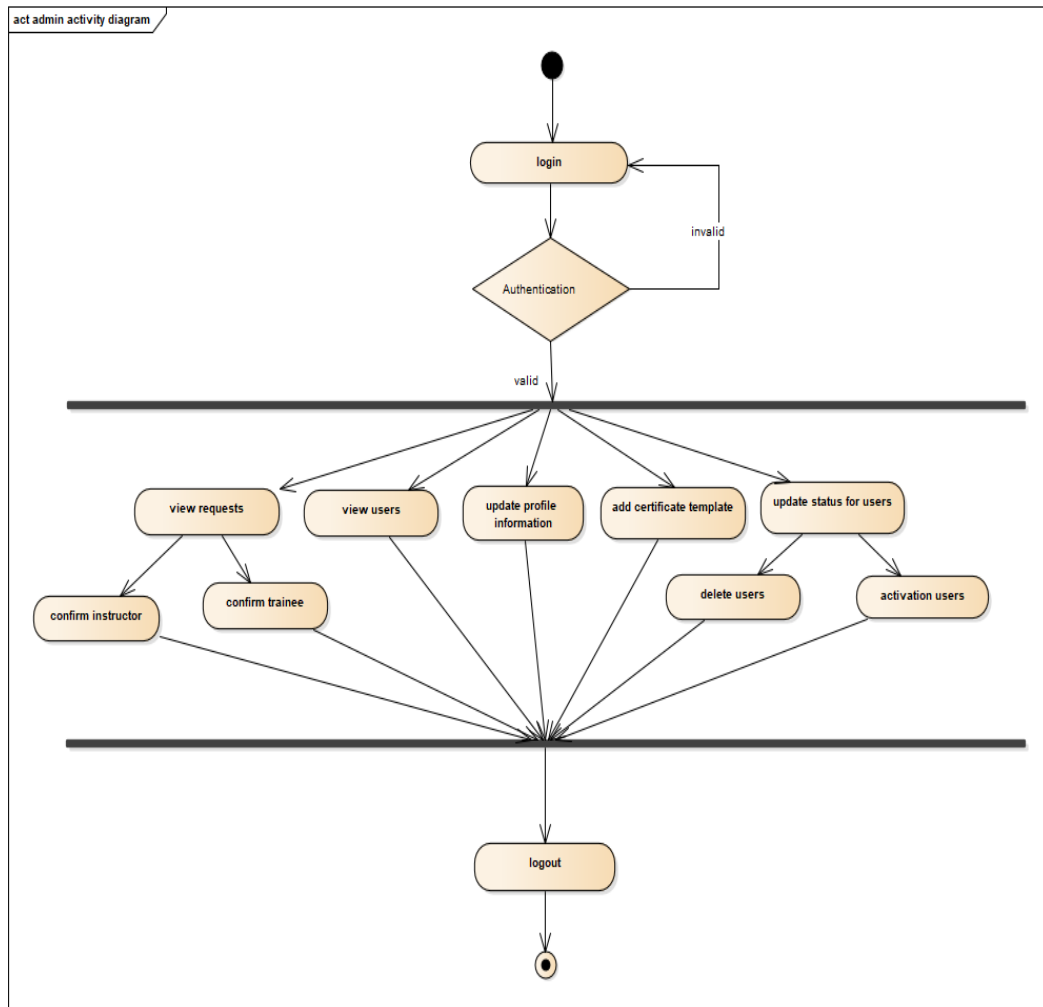 act admin activity diagram
login
invalid
Authentication
valid
view requests
view users
update profile
information
add certificate template
update status for users
confirm instructor
confirm trainee
delete users
activation users
logout